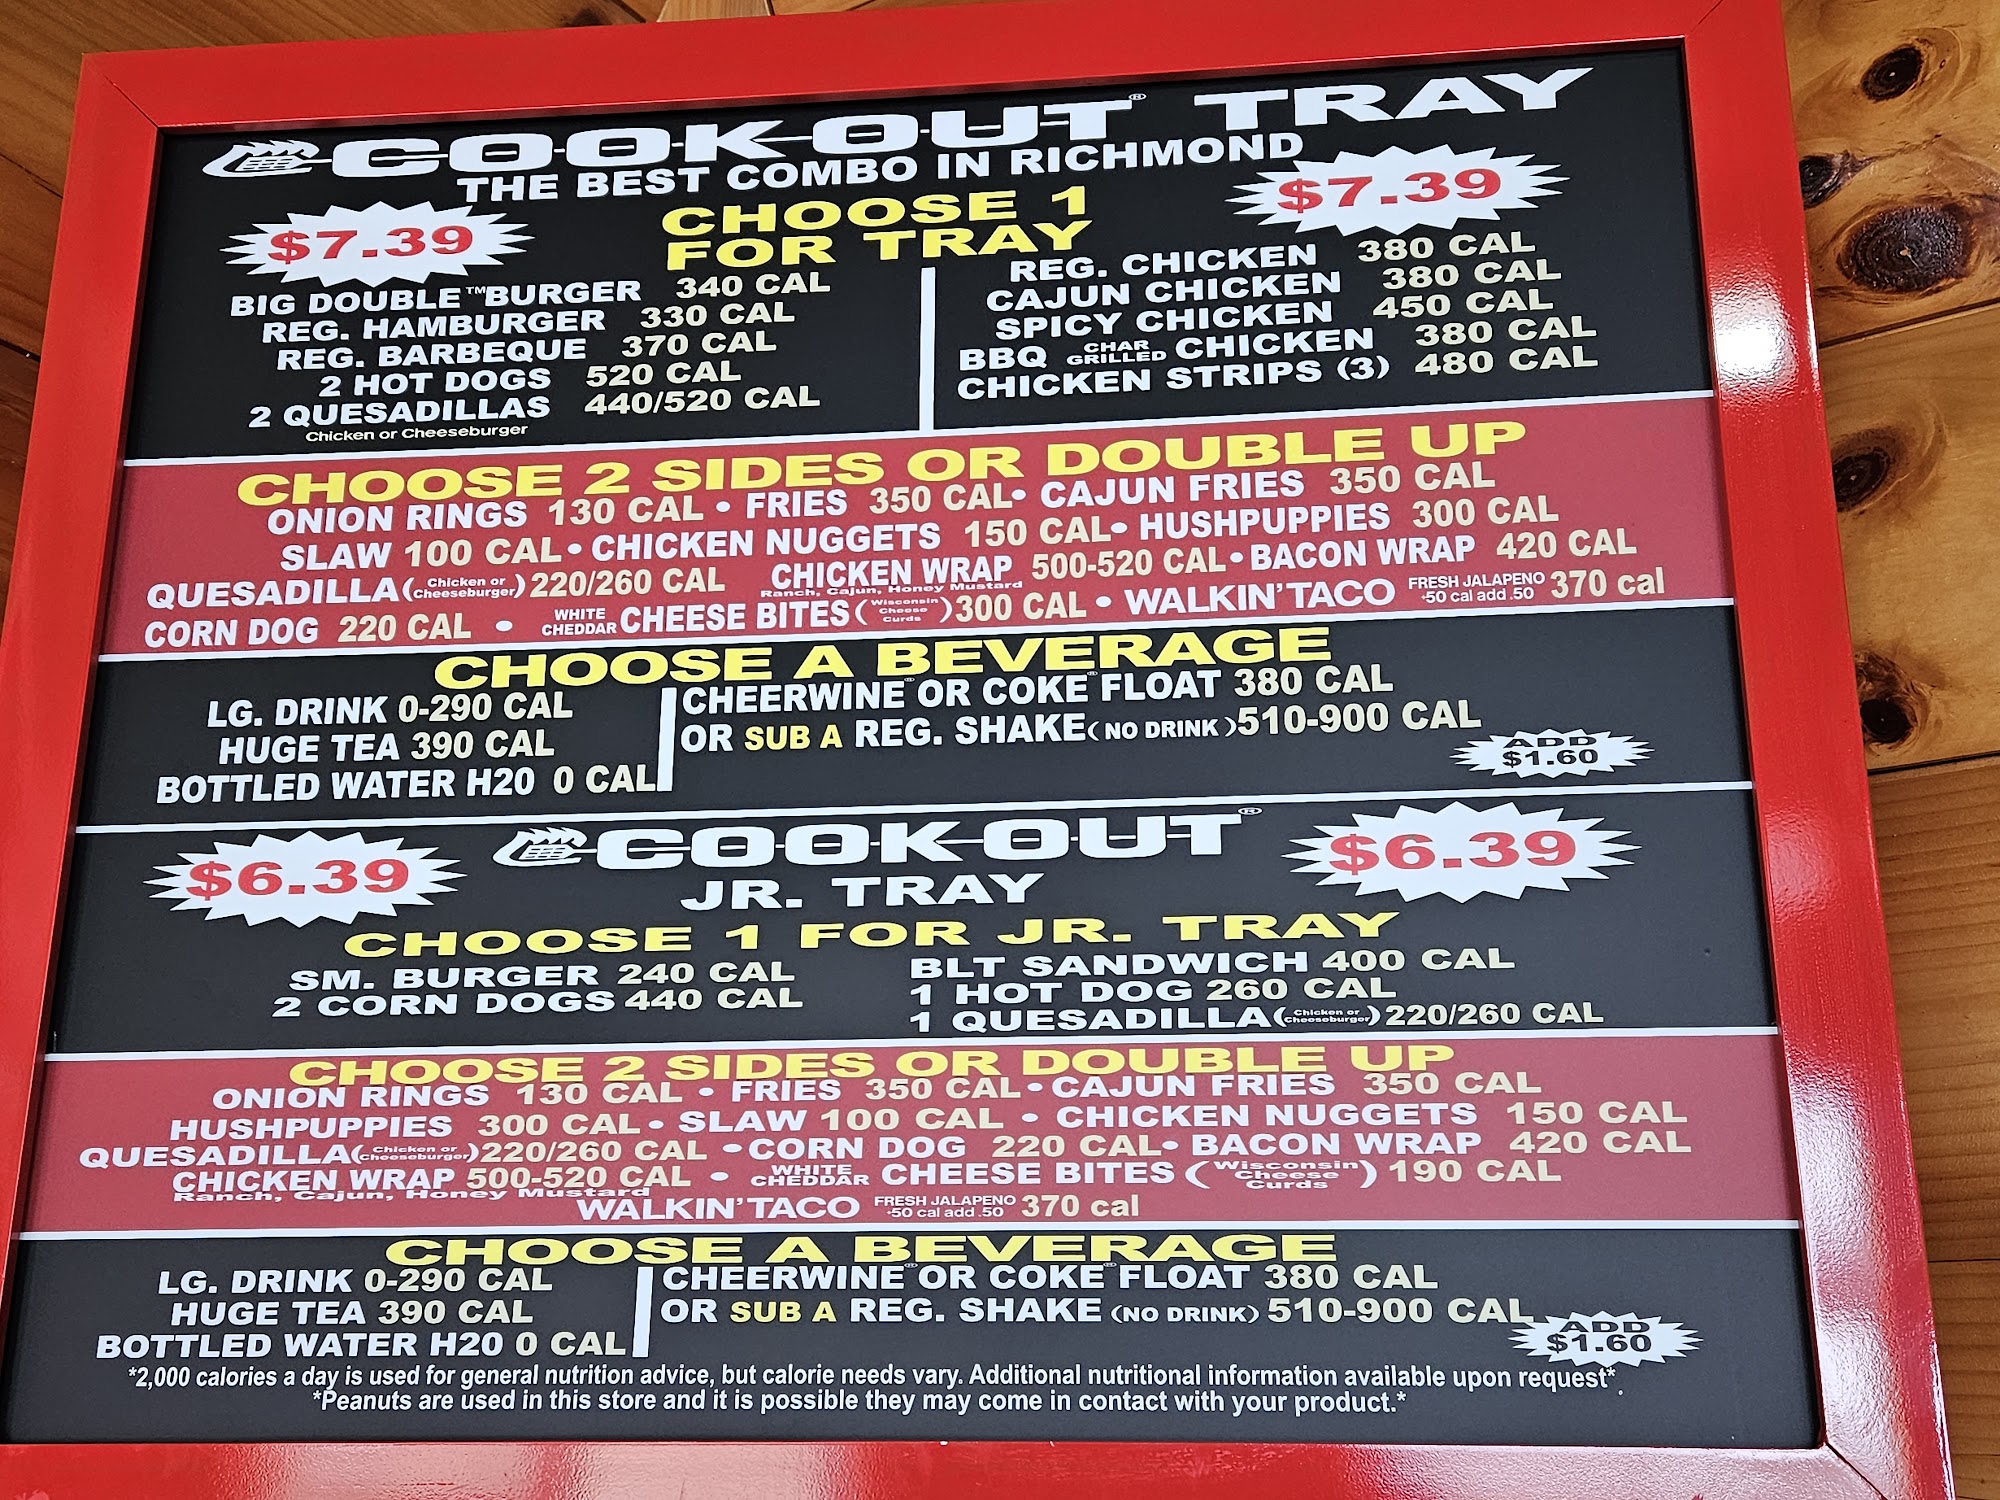 COOK-OUT® TRAY
THE BEST COMBO IN RICHMOND
$7.39
CHOOSE 1
FOR TRAY
$7.39
BIG DOUBLE™BURGER 340 CAL
REG. HAMBURGER 330 CAL
REG. BARBEQUE 370 CAL
2 HOT DOGS 520 CAL
2 QUESADILLAS 440/520 CAL
Chicken or Cheeseburger
REG. CHICKEN 380 CAL
CAJUN CHICKEN 380 CAL
SPICY CHICKEN 450 CAL
BBQ CHAR GRILLED CHICKEN 380 CAL
CHICKEN STRIPS (3) 480 CAL
CHOOSE 2 SIDES OR DOUBLE UP
ONION RINGS 130 CAL • FRIES 350 CAL • CAJUN FRIES 350 CAL
SLAW 100 CAL • CHICKEN NUGGETS 150 CAL • HUSHPUPPIES 300 CAL
QUESADILLA (Chicken or Cheeseburger) 220/260 CAL CHICKEN WRAP 500-520 CAL • BACON WRAP 420 CAL
Ranch, Cajun, Honey Mustard
CORN DOG 220 CAL • WHITE CHEDDAR CHEESE BITES (Wisconsin Cheese Curds) 300 CAL • WALKIN' TACO FRESH JALAPENO +50 cal add .50 370 cal
CHOOSE A BEVERAGE
LG. DRINK 0-290 CAL
HUGE TEA 390 CAL
BOTTLED WATER H20 0 CAL
CHEERWINE® OR COKE® FLOAT 380 CAL
OR SUB A REG. SHAKE (NO DRINK) 510-900 CAL
ADD
$1.60
$6.39
COOK-OUT®
JR. TRAY
$6.39
CHOOSE 1 FOR JR. TRAY
SM. BURGER 240 CAL
2 CORN DOGS 440 CAL
BLT SANDWICH 400 CAL
1 HOT DOG 260 CAL
1 QUESADILLA (Chicken or Cheeseburger) 220/260 CAL
CHOOSE 2 SIDES OR DOUBLE UP
ONION RINGS 130 CAL • FRIES 350 CAL • CAJUN FRIES 350 CAL
HUSHPUPPIES 300 CAL • SLAW 100 CAL • CHICKEN NUGGETS 150 CAL
QUESADILLA (Chicken or Cheeseburger) 220/260 CAL • CORN DOG 220 CAL • BACON WRAP 420 CAL
CHICKEN WRAP 500-520 CAL • WHITE CHEDDAR CHEESE BITES (Wisconsin Cheese Curds) 190 CAL
Ranch, Cajun, Honey Mustard
WALKIN' TACO FRESH JALAPENO +50 cal add .50 370 cal
CHOOSE A BEVERAGE
LG. DRINK 0-290 CAL
HUGE TEA 390 CAL
BOTTLED WATER H20 0 CAL
CHEERWINE® OR COKE® FLOAT 380 CAL
OR SUB A REG. SHAKE (NO DRINK) 510-900 CAL
ADD
$1.60
*2,000 calories a day is used for general nutrition advice, but calorie needs vary. Additional nutritional information available upon request*.
*Peanuts are used in this store and it is possible they may come in contact with your product.*